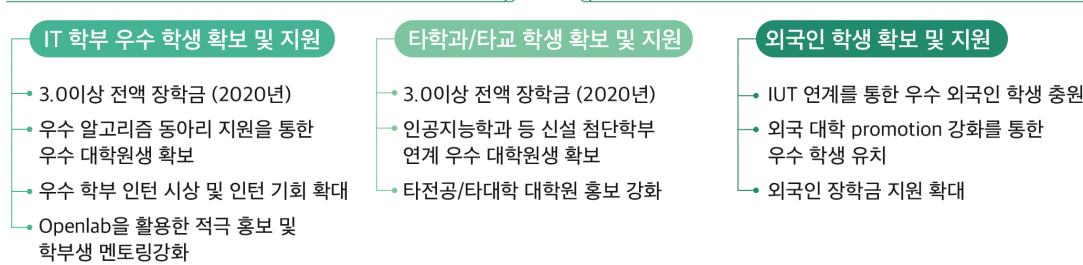 IT 학부 우수 학생 확보 및 지원
3.0이상 전액 장학금 (2020년)
우수 알고리즘 동아리 지원을 통한
우수 대학원생 확보
우수 학부 인턴 시상 및 인턴 기회 확대
Openlab을 활용한 적극 홍보 및
학부생 멘토링강화
타학과/타교 학생 확보 및 지원
3.0이상 전액 장학금 (2020년)
인공지능학과 등 신설 첨단학부
연계 우수 대학원생 확보
타전공/타대학 대학원 홍보 강화
외국인 학생 확보 및 지원
IUT 연계를 통한 우수 외국인 학생 충원
외국 대학 promotion 강화를 통한
우수 학생 유치
외국인 장학금 지원 확대